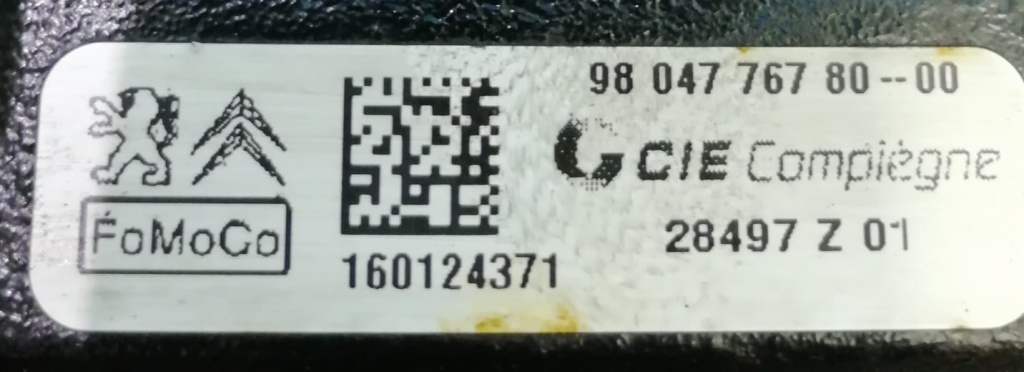 98 047 767 80--00
CIE Compiègne
FoMoCo
28497 Z 01
160124371